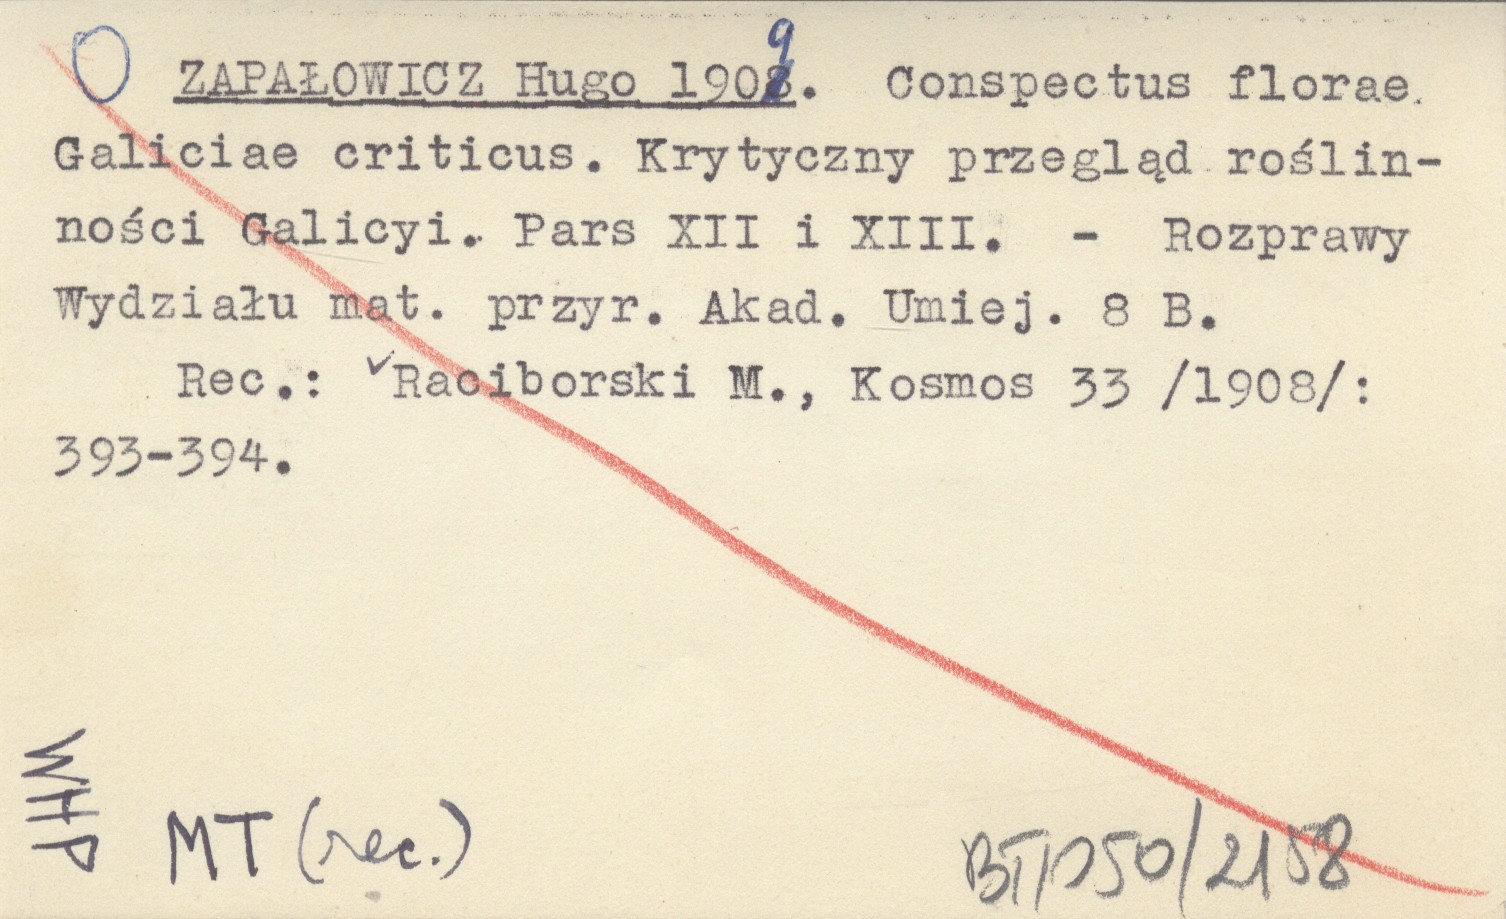 ZAPAŁOWICZ Hugo 1909. Conspectus florae
Galiciae criticus. Krytyczny przegląd roślin-
ności Galicyi. Pars XII i XIII. - Rozprawy
Wydziału mat. przyr. Akad. Umiej. 8 B.
Rec.: ✓Raciborski M., Kosmos 33 /1908/:
393-394.
WHP
MT (rec.)
2158